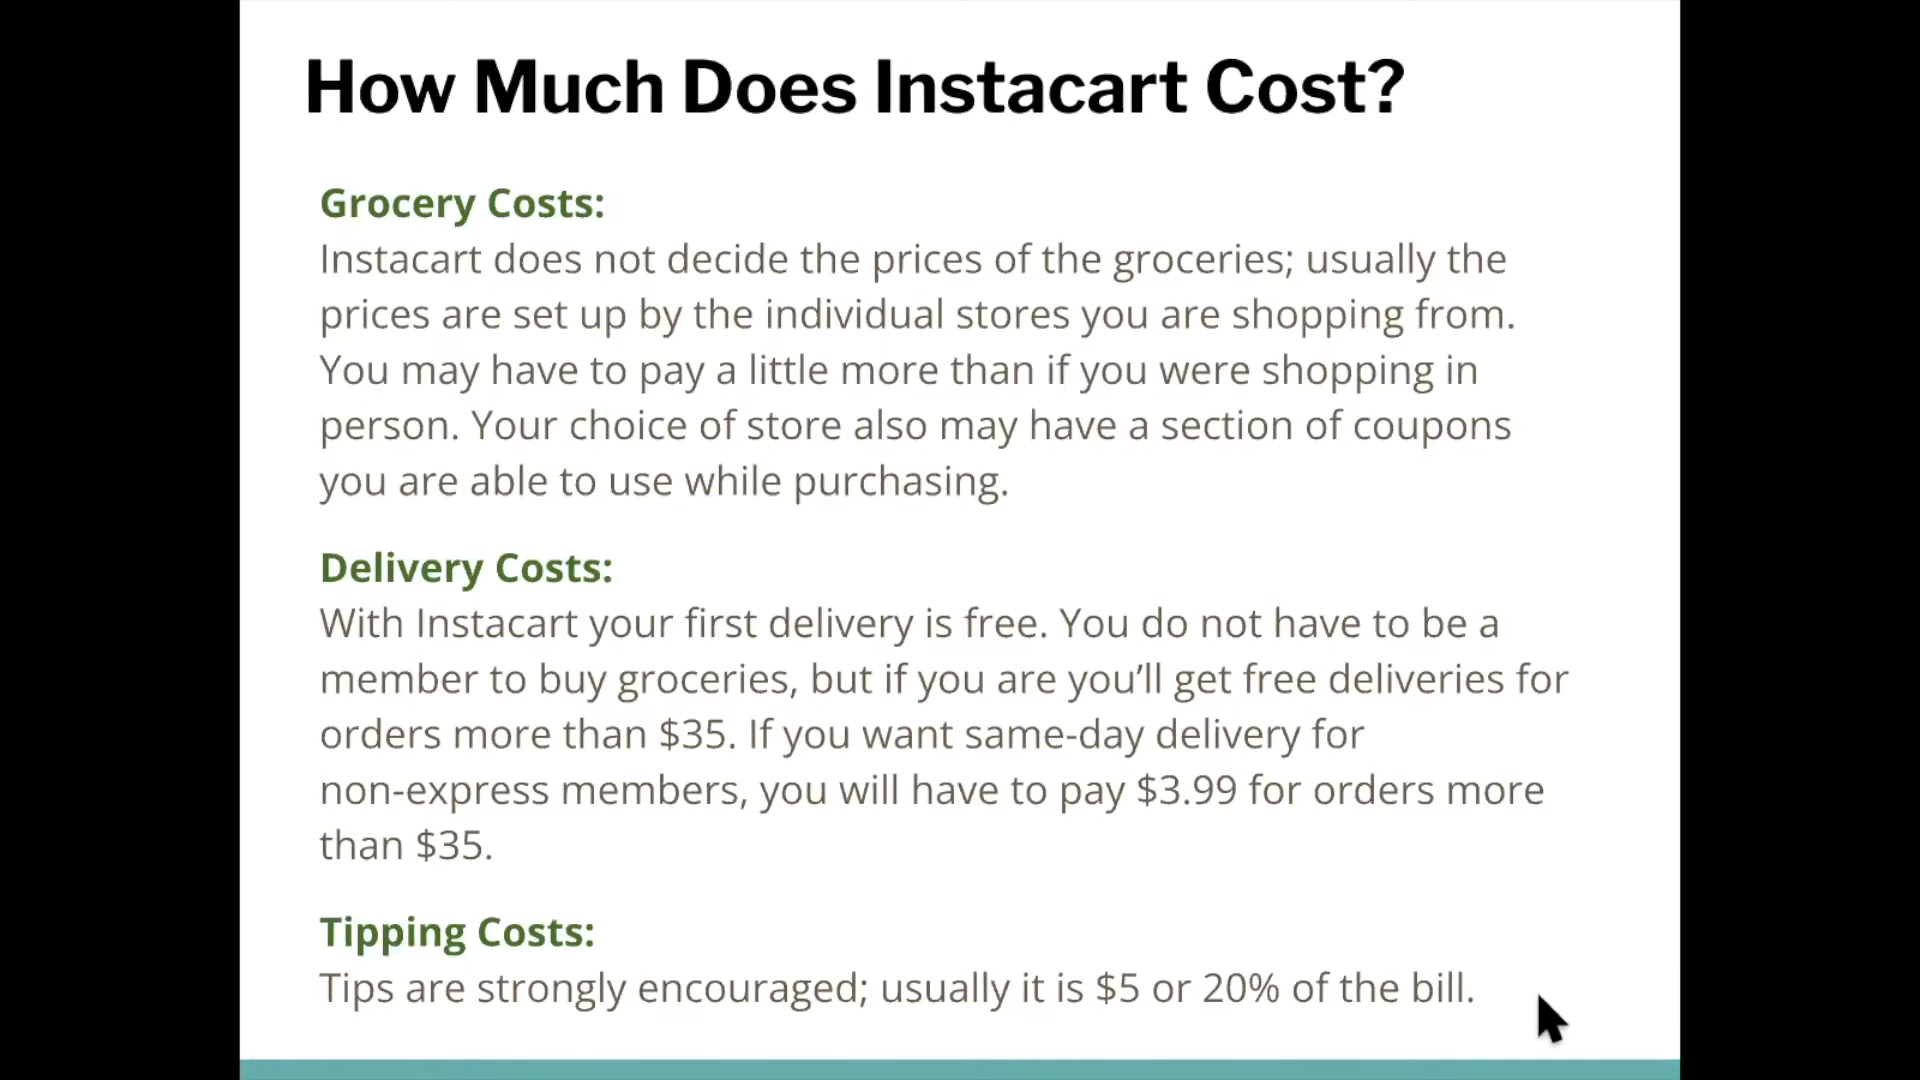 How Much Does Instacart Cost?
Grocery Costs:
Instacart does not decide the prices of the groceries; usually the
prices are set up by the individual stores you are shopping from.
You may have to pay a little more than if you were shopping in
person. Your choice of store also may have a section of coupons
you are able to use while purchasing.
Delivery Costs:
With Instacart your first delivery is free. You do not have to be a
member to buy groceries, but if you are you’ll get free deliveries for
orders more than $35. If you want same-day delivery for
non-express members, you will have to pay $3.99 for orders more
than $35.
Tipping Costs:
Tips are strongly encouraged; usually it is $5 or 20% of the bill.